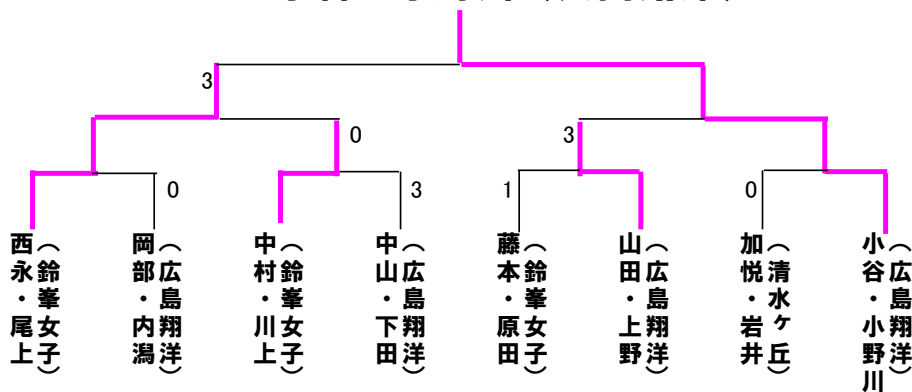 3
0
3
0
3
1
0
西永・尾上
（鈴峯女子）
岡部・内潟
（広島翔洋）
中村・川上
（鈴峯女子）
中山・下田
（広島翔洋）
藤本・原田
（鈴峯女子）
山田・上野
（広島翔洋）
加悦・岩井
（清水ヶ丘）
小谷・小野川
（広島翔洋）